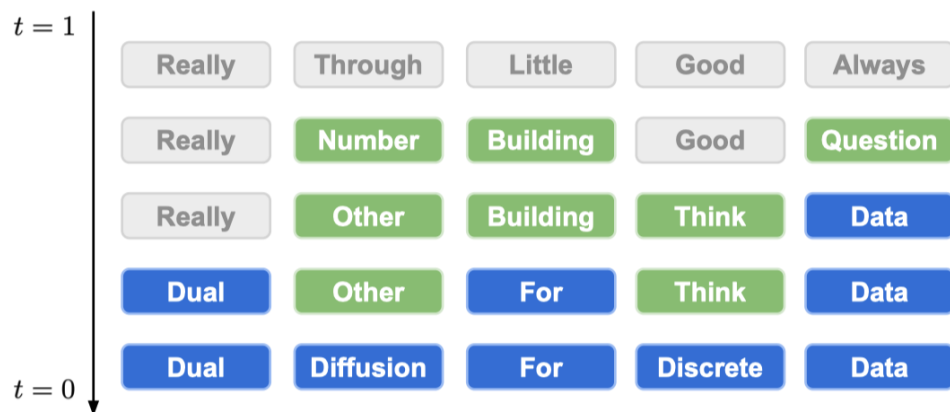 t = 1
Really Through Little Good Always
Really Number Building Good Question
Really Other Building Think Data
Dual Other For Think Data
Dual Diffusion For Discrete Data
t = 0